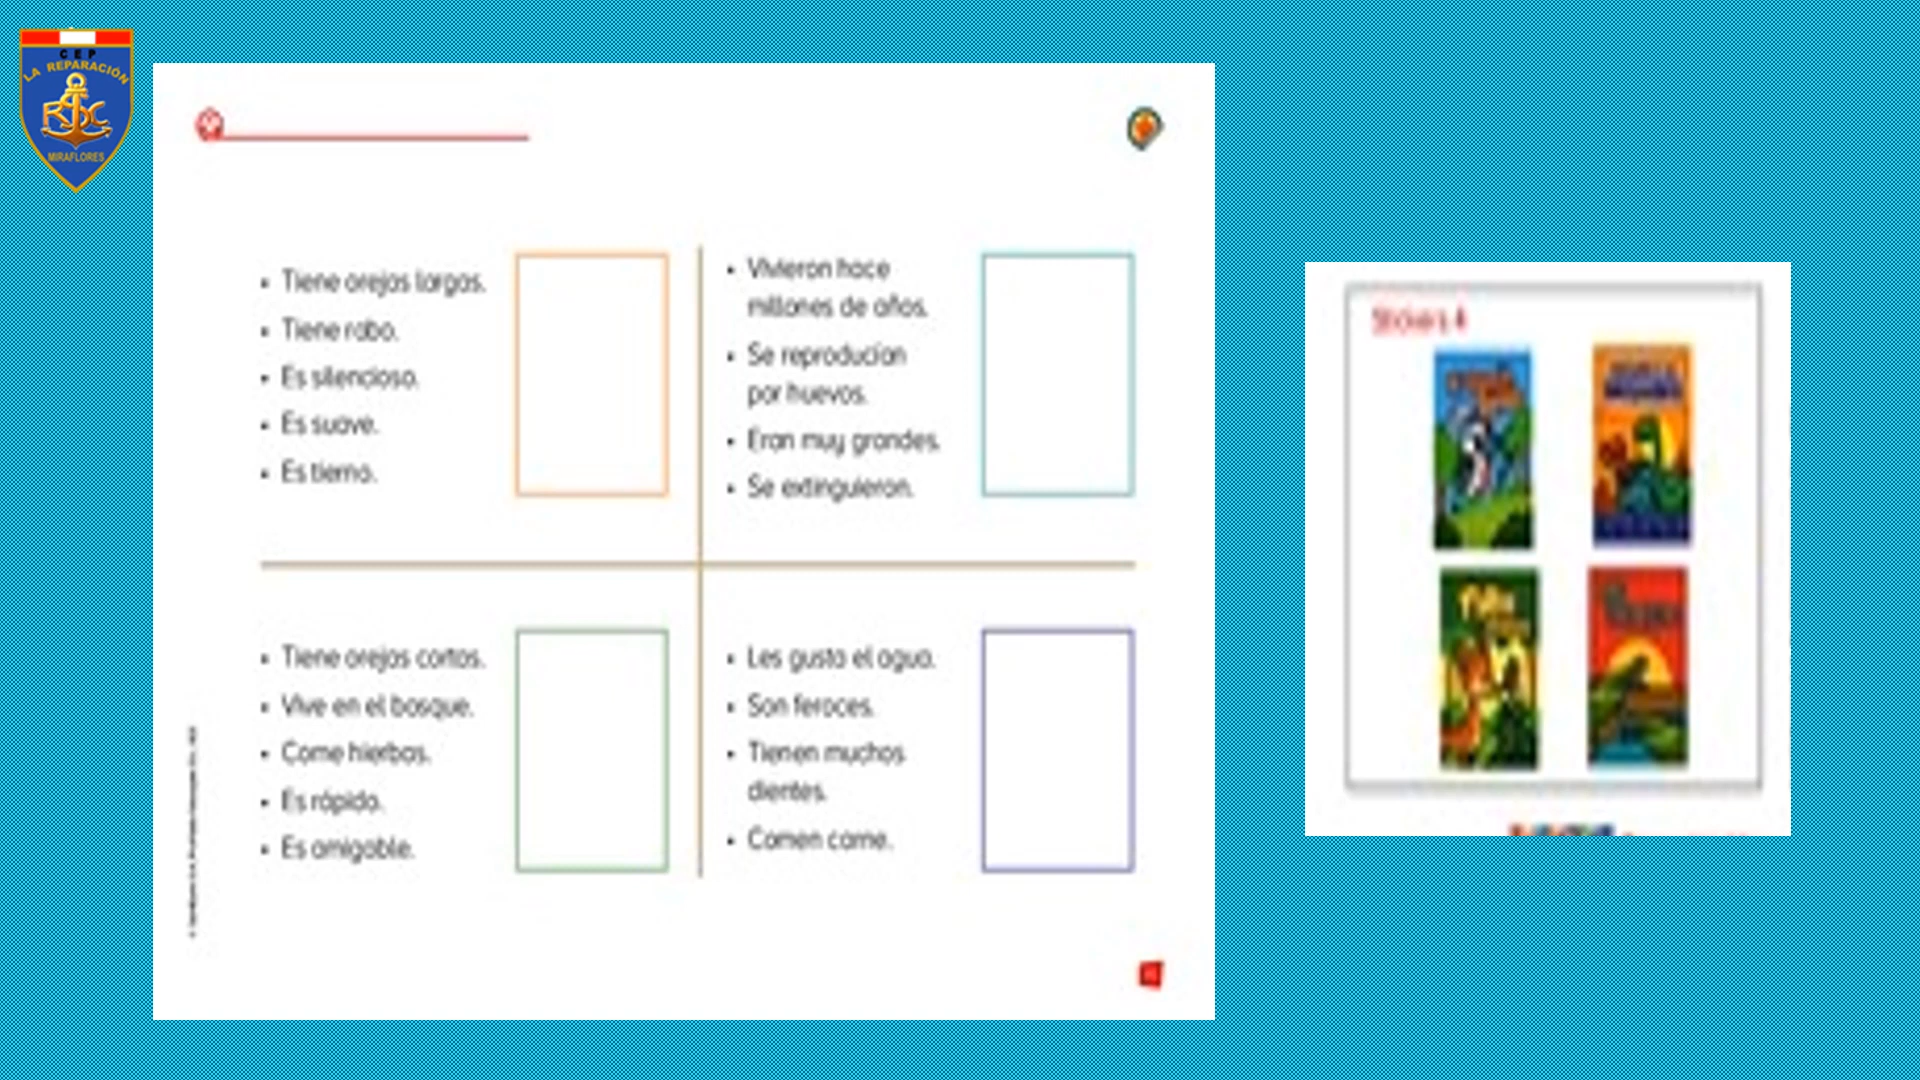 CEP
LA REPARACIÓN
RSC
MIRAFLORES
• Tiene orejas largas.
• Tiene rabo.
• Es silencioso.
• Es suave.
• Es tierno.
• Vivieron hace
millones de años.
• Se reproducían
por huevos.
• Eran muy grandes.
• Se extinguieron.
• Tiene orejas cortas.
• Vive en el bosque.
• Come hierbas.
• Es rápido.
• Es amigable.
• Les gusta el agua.
• Son feroces.
• Tienen muchos
dientes.
• Comen carne.
Stickers 4